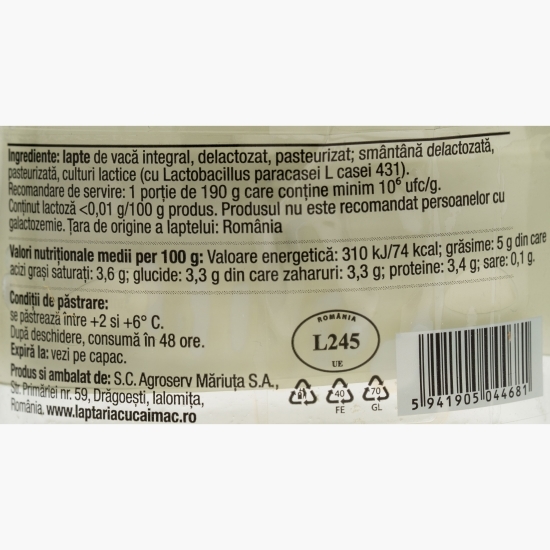 Ingrediente: lapte de vacă integral, delactozat, pasteurizat; smântână delactozată,
pasteurizată, culturi lactice (cu Lactobacillus paracasei L casei 431).
Recomandare de servire: 1 porție de 190 g care conține minim 10⁶ ufc/g.
Conținut lactoză <0,01 g/100 g produs. Produsul nu este recomandat persoanelor cu
galactozemie. Țara de origine a laptelui: România
Valori nutriționale medii per 100 g: Valoare energetică: 310 kJ/74 kcal; grăsime: 5 g din care
acizi grași saturați: 3,6 g; glucide: 3,3 g din care zaharuri: 3,3 g; proteine: 3,4 g; sare: 0,1 g.
Condiții de păstrare:
se păstrează între +2 si +6° C.
După deschidere, consumă în 48 ore.
Expiră la: vezi pe capac.
Produs si ambalat de: S.C. Agroserv Măriuța S.A.,
Str. Primăriei nr. 59, Drăgoești, Ialomița,
România. www.laptariacucaimac.ro
ROMÂNIA
L245
UE
40
FE
70
GL
5 941905 044681